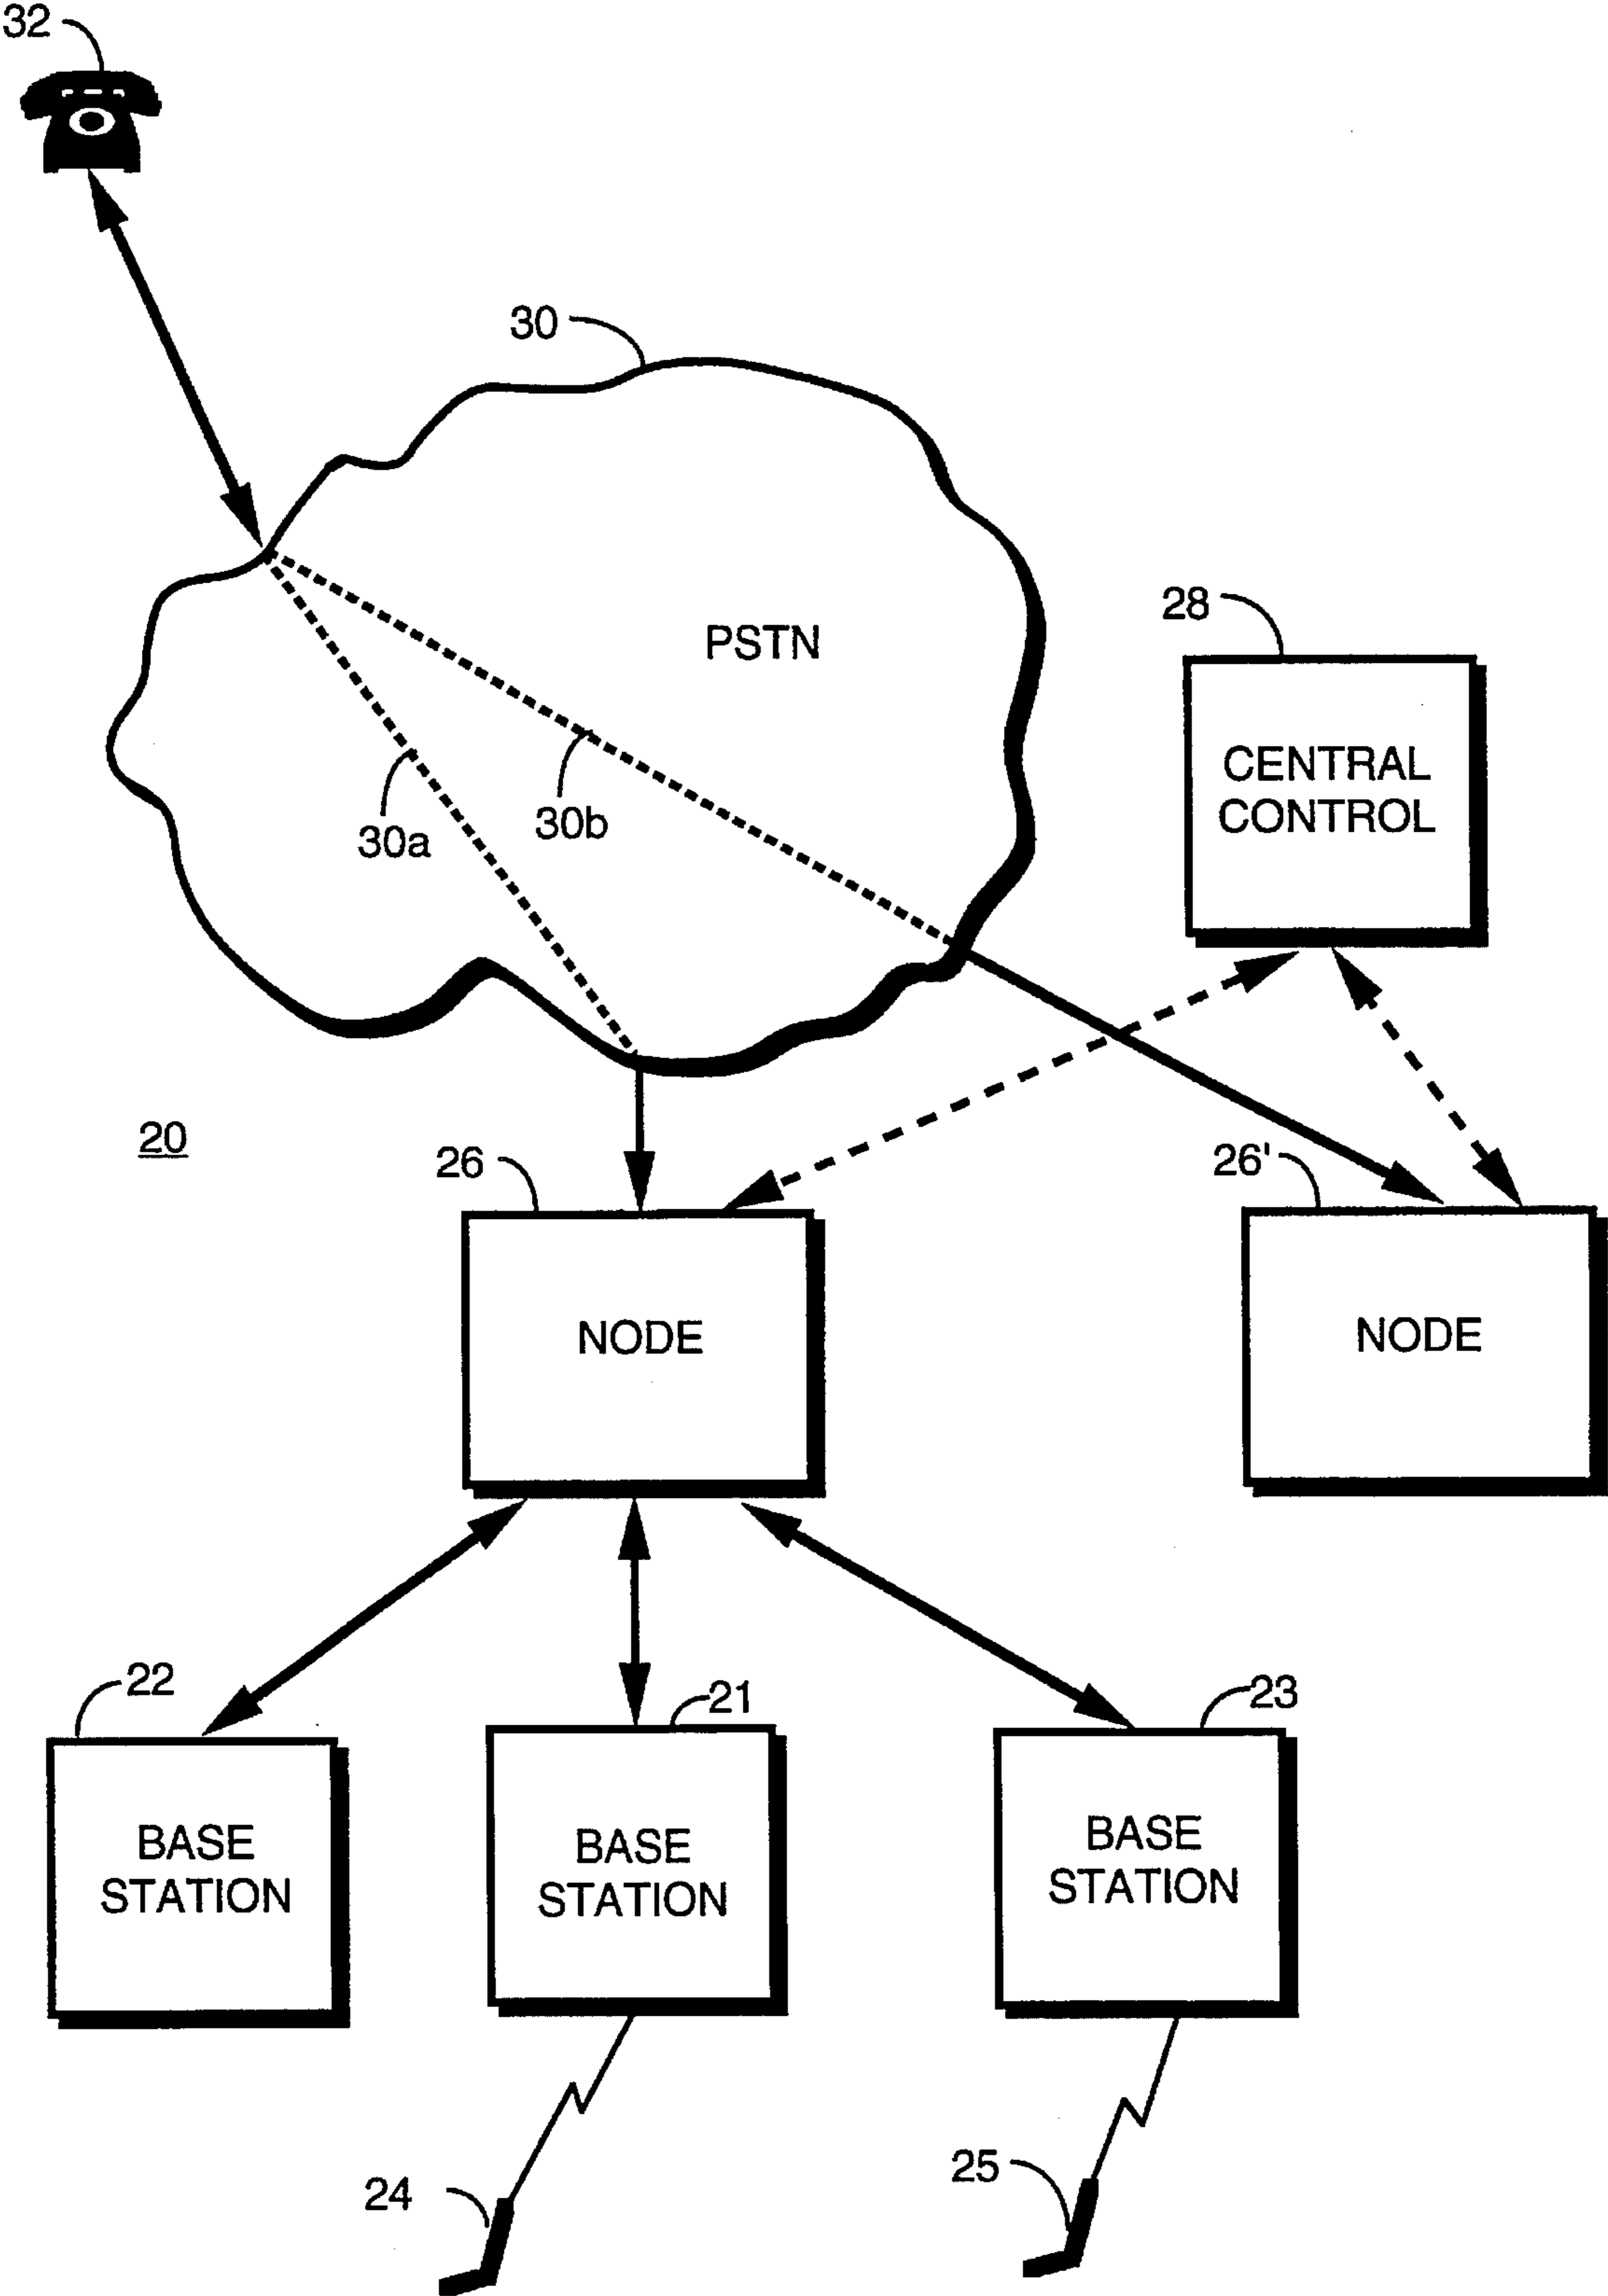 32
30
PSTN
28
CENTRAL
CONTROL
30b
30a
20
26
26'
NODE
NODE
22
21
23
BASE
STATION
BASE
STATION
BASE
STATION
24
25